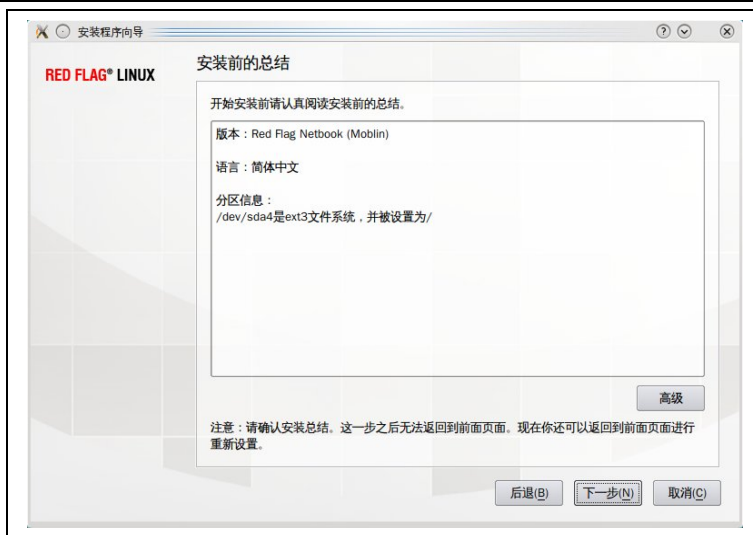 安装程序向导
RED FLAG® LINUX
安装前的总结
开始安装前请认真阅读安装前的总结。
版本：Red Flag Netbook (Moblin)
语言：简体中文
分区信息：
/dev/sda4是ext3文件系统，并被设置为/
高级
注意：请确认安装总结。这一步之后无法返回到前面页面。现在你还可以返回到前面页面进行
重新设置。
后退(B)
下一步(N)
取消(C)